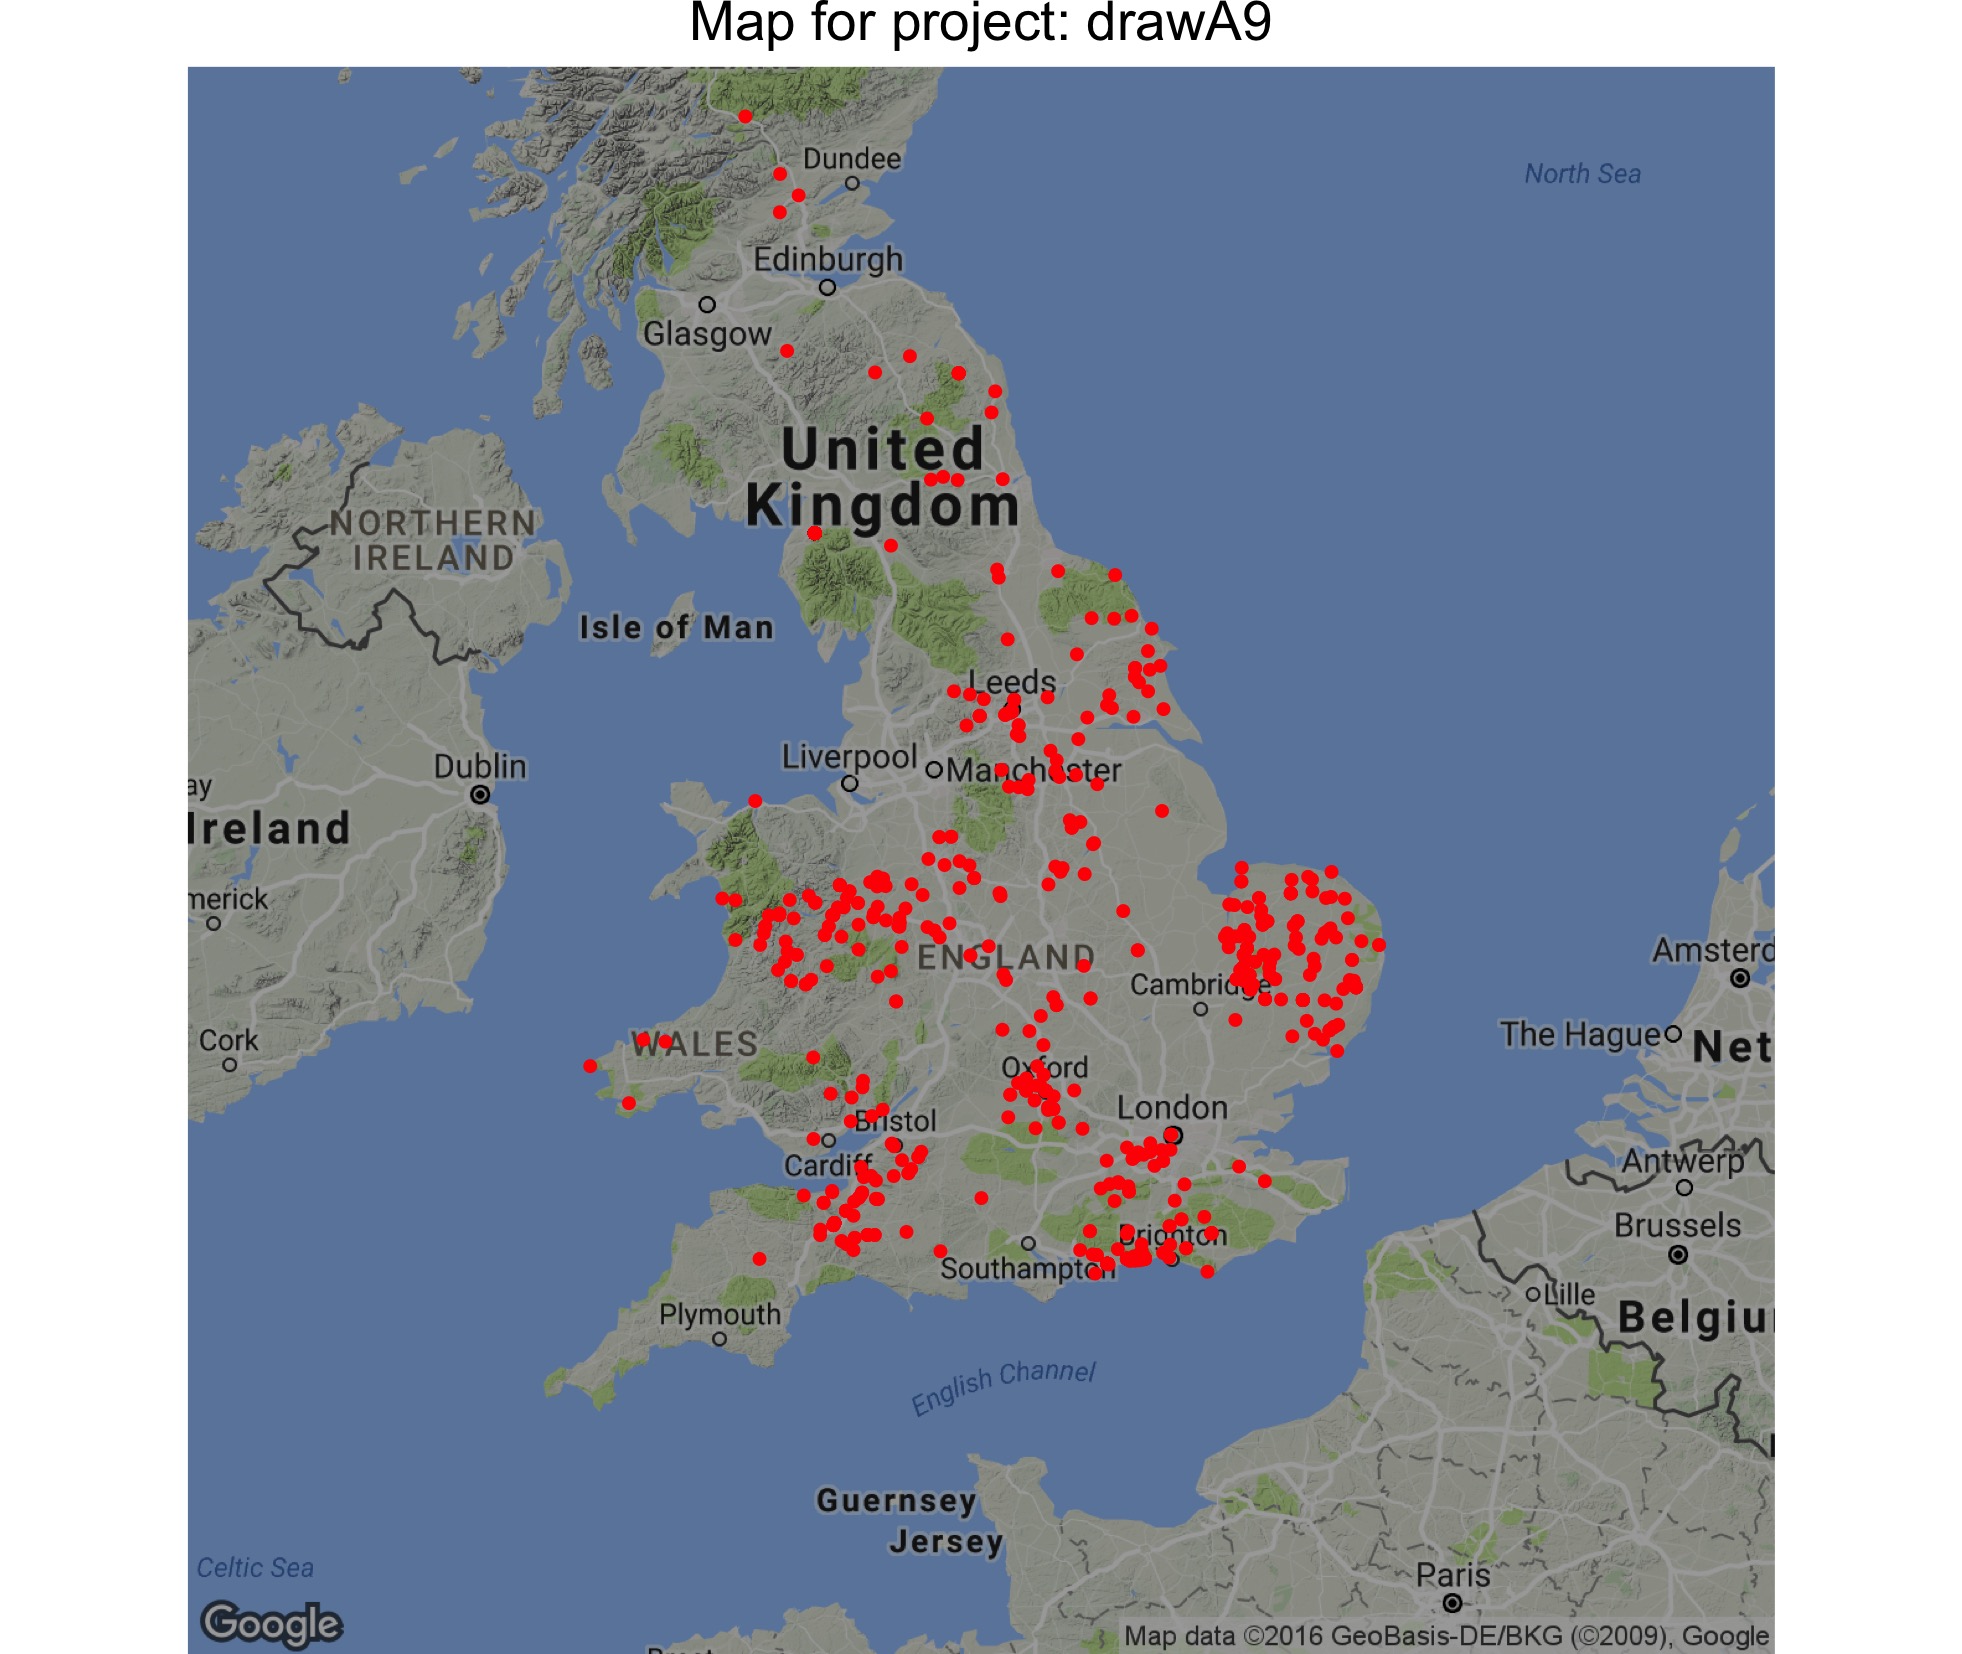 Map for project: drawA9
Dundee
North Sea
Edinburgh
Glasgow
United
Kingdom
NORTHERN
IRELAND
Isle of Man
Leeds
Liverpool
Manchester
Dublin
ay
Ireland
merick
ENGLAND
Amsterd
Cambridge
Cork
WALES
The Hague
Net
Oxford
London
Bristol
Cardiff
Antwerp
Brussels
Brighton
Southampton
Lille
Plymouth
Belgiu
English Channel
Guernsey
Jersey
Celtic Sea
Paris
Google
Map data ©2016 GeoBasis-DE/BKG (©2009), Google